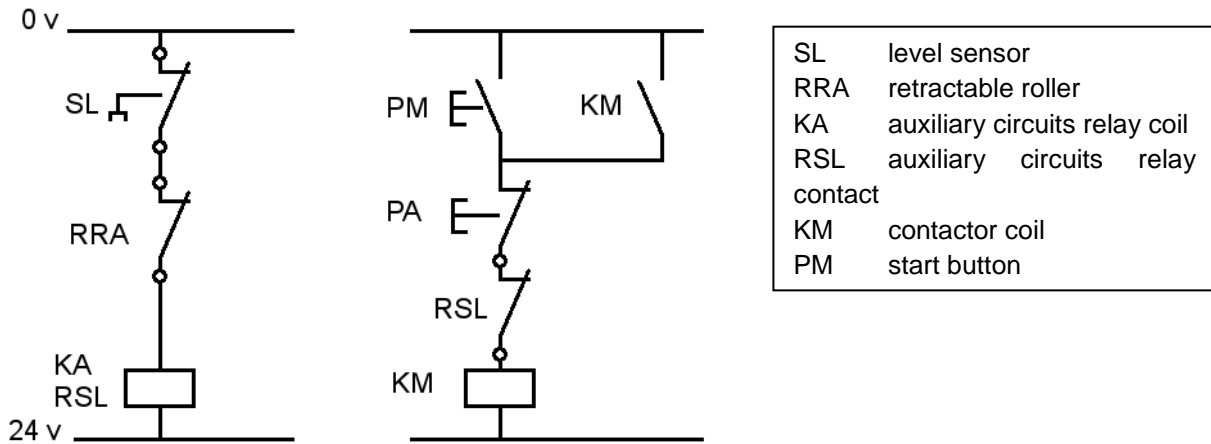 0 v
SL
RRA
KA
RSL
24 v
PM
KM
PA
RSL
KM
SL level sensor
RRA retractable roller
KA auxiliary circuits relay coil
RSL auxiliary circuits relay
contact
KM contactor coil
PM start button